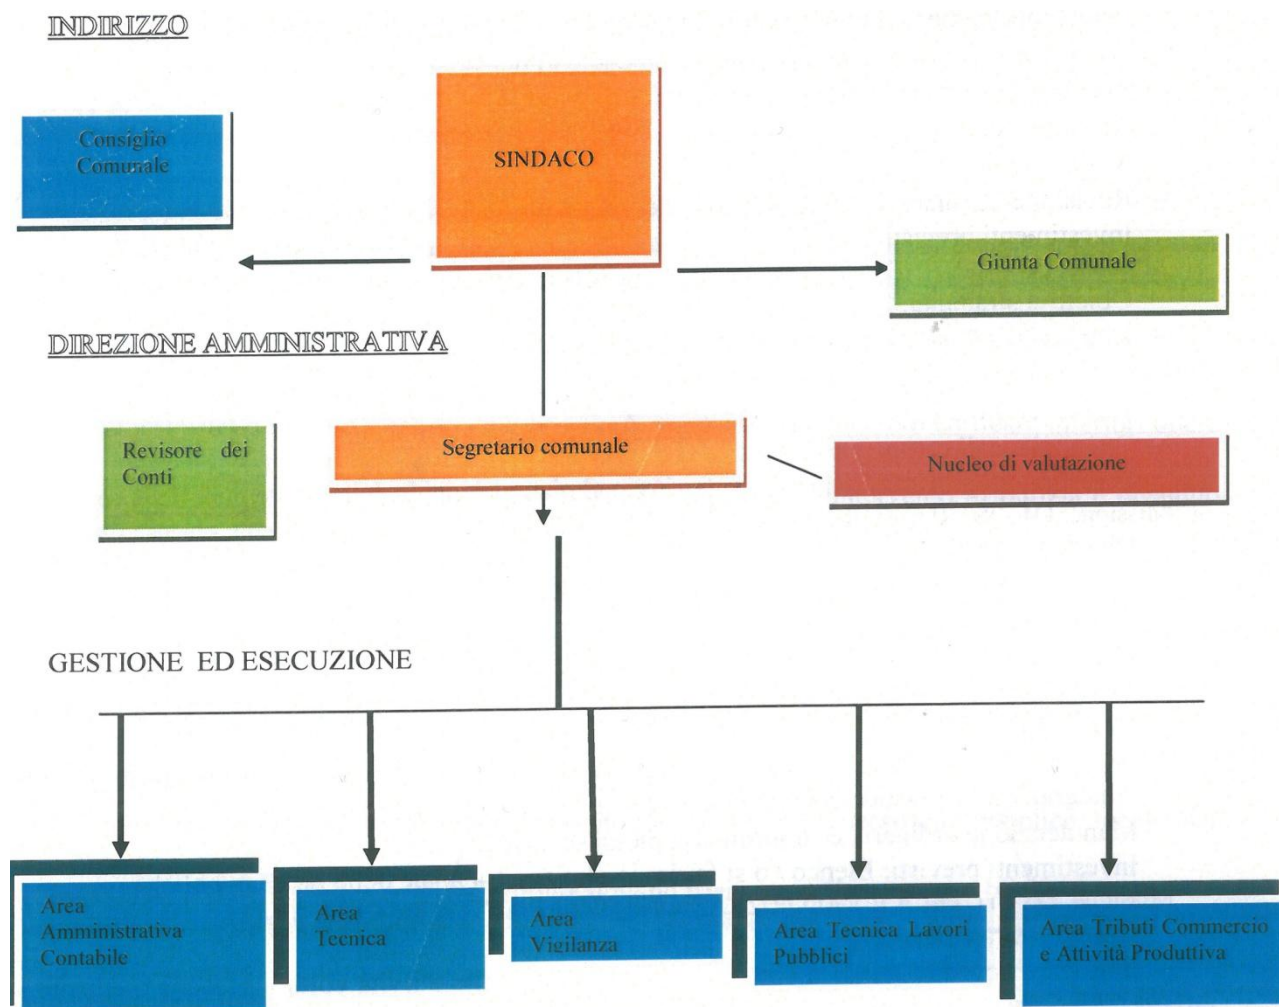 INDIRIZZO
Consiglio
Comunale
SINDACO
Giunta Comunale
DIREZIONE AMMINISTRATIVA
Revisore dei
Conti
Segretario comunale
Nucleo di valutazione
GESTIONE ED ESECUZIONE
Area
Amministrativa
Contabile
Area
Tecnica
Area
Vigilanza
Area Tecnica Lavori
Pubblici
Area Tributi Commercio
e Attività Produttiva